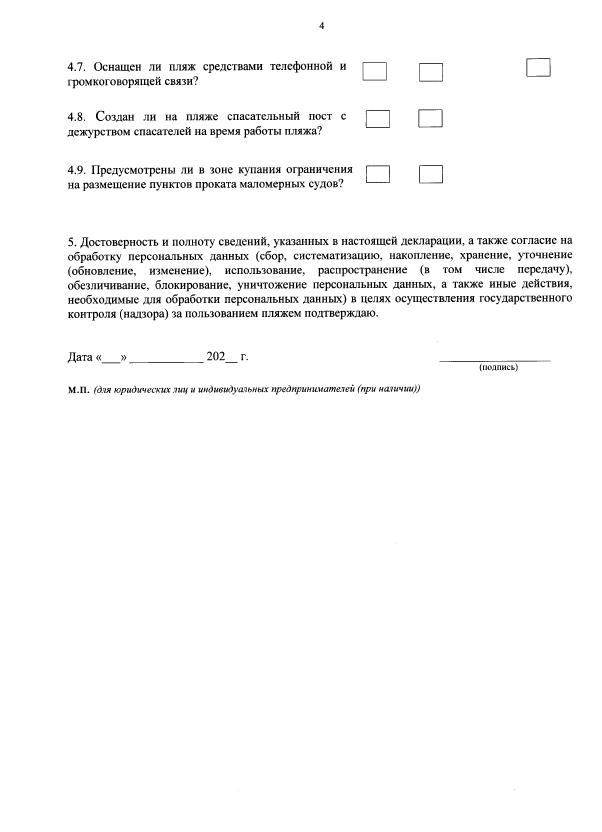 4
4.7. Оснащен ли пляж средствами телефонной и
громкоговорящей связи?
4.8. Создан ли на пляже спасательный пост с
дежурством спасателей на время работы пляжа?
4.9. Предусмотрены ли в зоне купания ограничения
на размещение пунктов проката маломерных судов?
5. Достоверность и полноту сведений, указанных в настоящей декларации, а также согласие на
обработку персональных данных (сбор, систематизацию, накопление, хранение, уточнение
(обновление, изменение), использование, распространение (в том числе передачу),
обезличивание, блокирование, уничтожение персональных данных, а также иные действия,
необходимые для обработки персональных данных) в целях осуществления государственного
контроля (надзора) за пользованием пляжем подтверждаю.
Дата «___» ____________ 202__ г. __________________
(подпись)
М.П. (для юридических лиц и индивидуальных предпринимателей (при наличии))